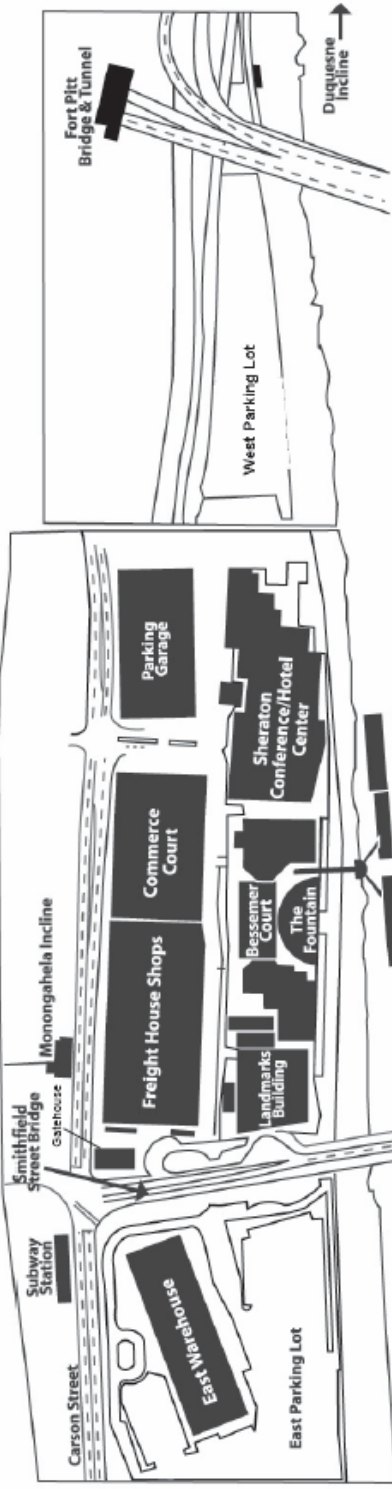 Carson Street
Subway
Station
Smithfield
Street Bridge
Gatehouse
Monongahela Incline
East Warehouse
East Parking Lot
Freight House Shops
Commerce
Court
Parking
Garage
Landmarks
Building
Bessemer
Court
The
Fountain
Sheraton
Conference/Hotel
Center
Fort Pitt
Bridge & Tunnel
West Parking Lot
Duquesne
Incline